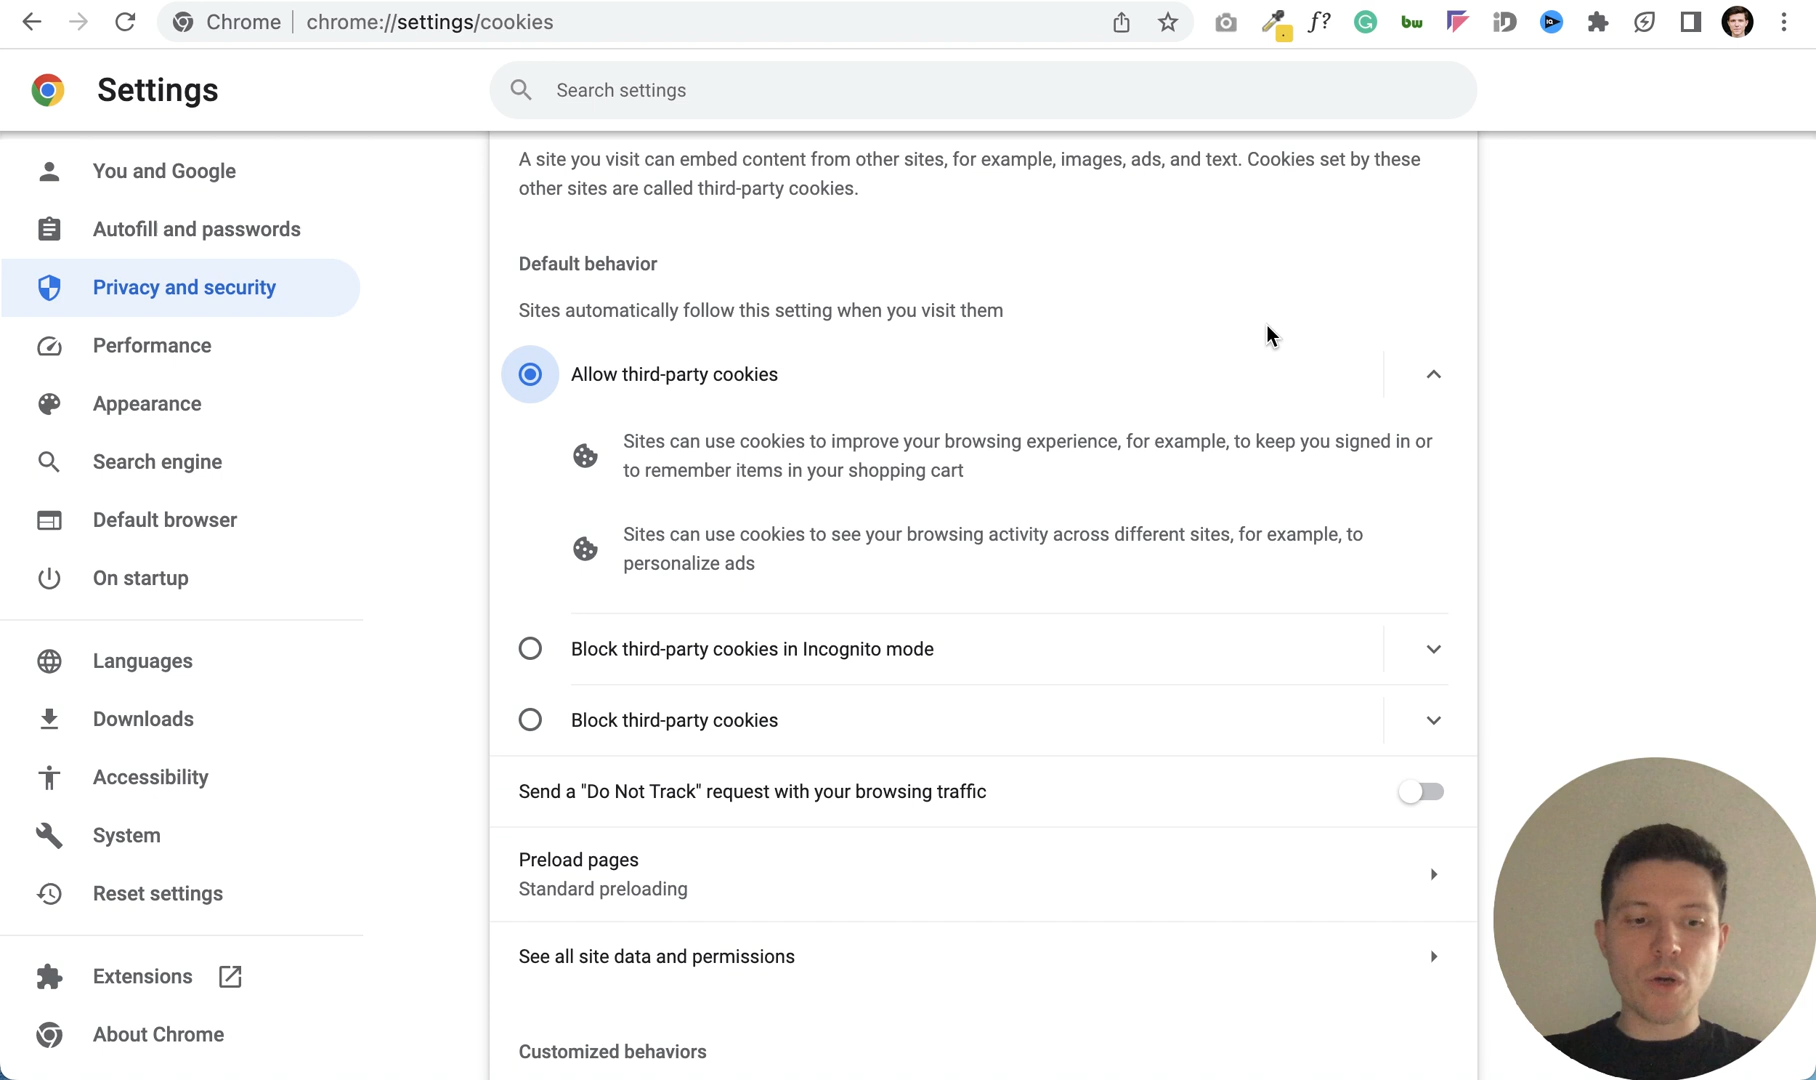 Chrome
chrome://settings/cookies
f?
bw
Settings
Search settings
You and Google
Autofill and passwords
Privacy and security
Performance
Appearance
Search engine
Default browser
On startup
Languages
Downloads
Accessibility
System
Reset settings
Extensions
About Chrome
A site you visit can embed content from other sites, for example, images, ads, and text. Cookies set by these
other sites are called third-party cookies.
Default behavior
Sites automatically follow this setting when you visit them
Allow third-party cookies
Sites can use cookies to improve your browsing experience, for example, to keep you signed in or
to remember items in your shopping cart
Sites can use cookies to see your browsing activity across different sites, for example, to
personalize ads
Block third-party cookies in Incognito mode
Block third-party cookies
Send a "Do Not Track" request with your browsing traffic
Preload pages
Standard preloading
See all site data and permissions
Customized behaviors